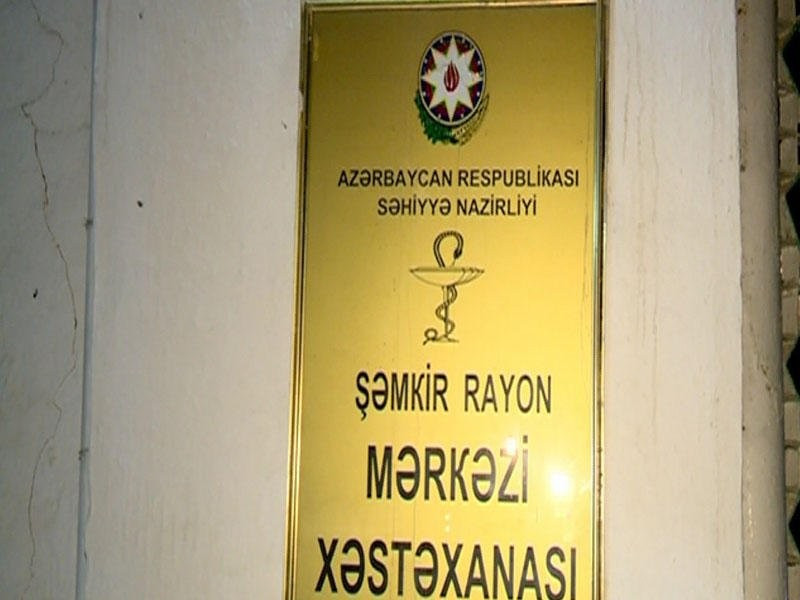 AZƏRBAYCAN RESPUBLİKASI
SƏHİYYƏ NAZİRLİYİ
ŞƏMKİR RAYON
MƏRKƏZİ
XƏSTƏXANASI